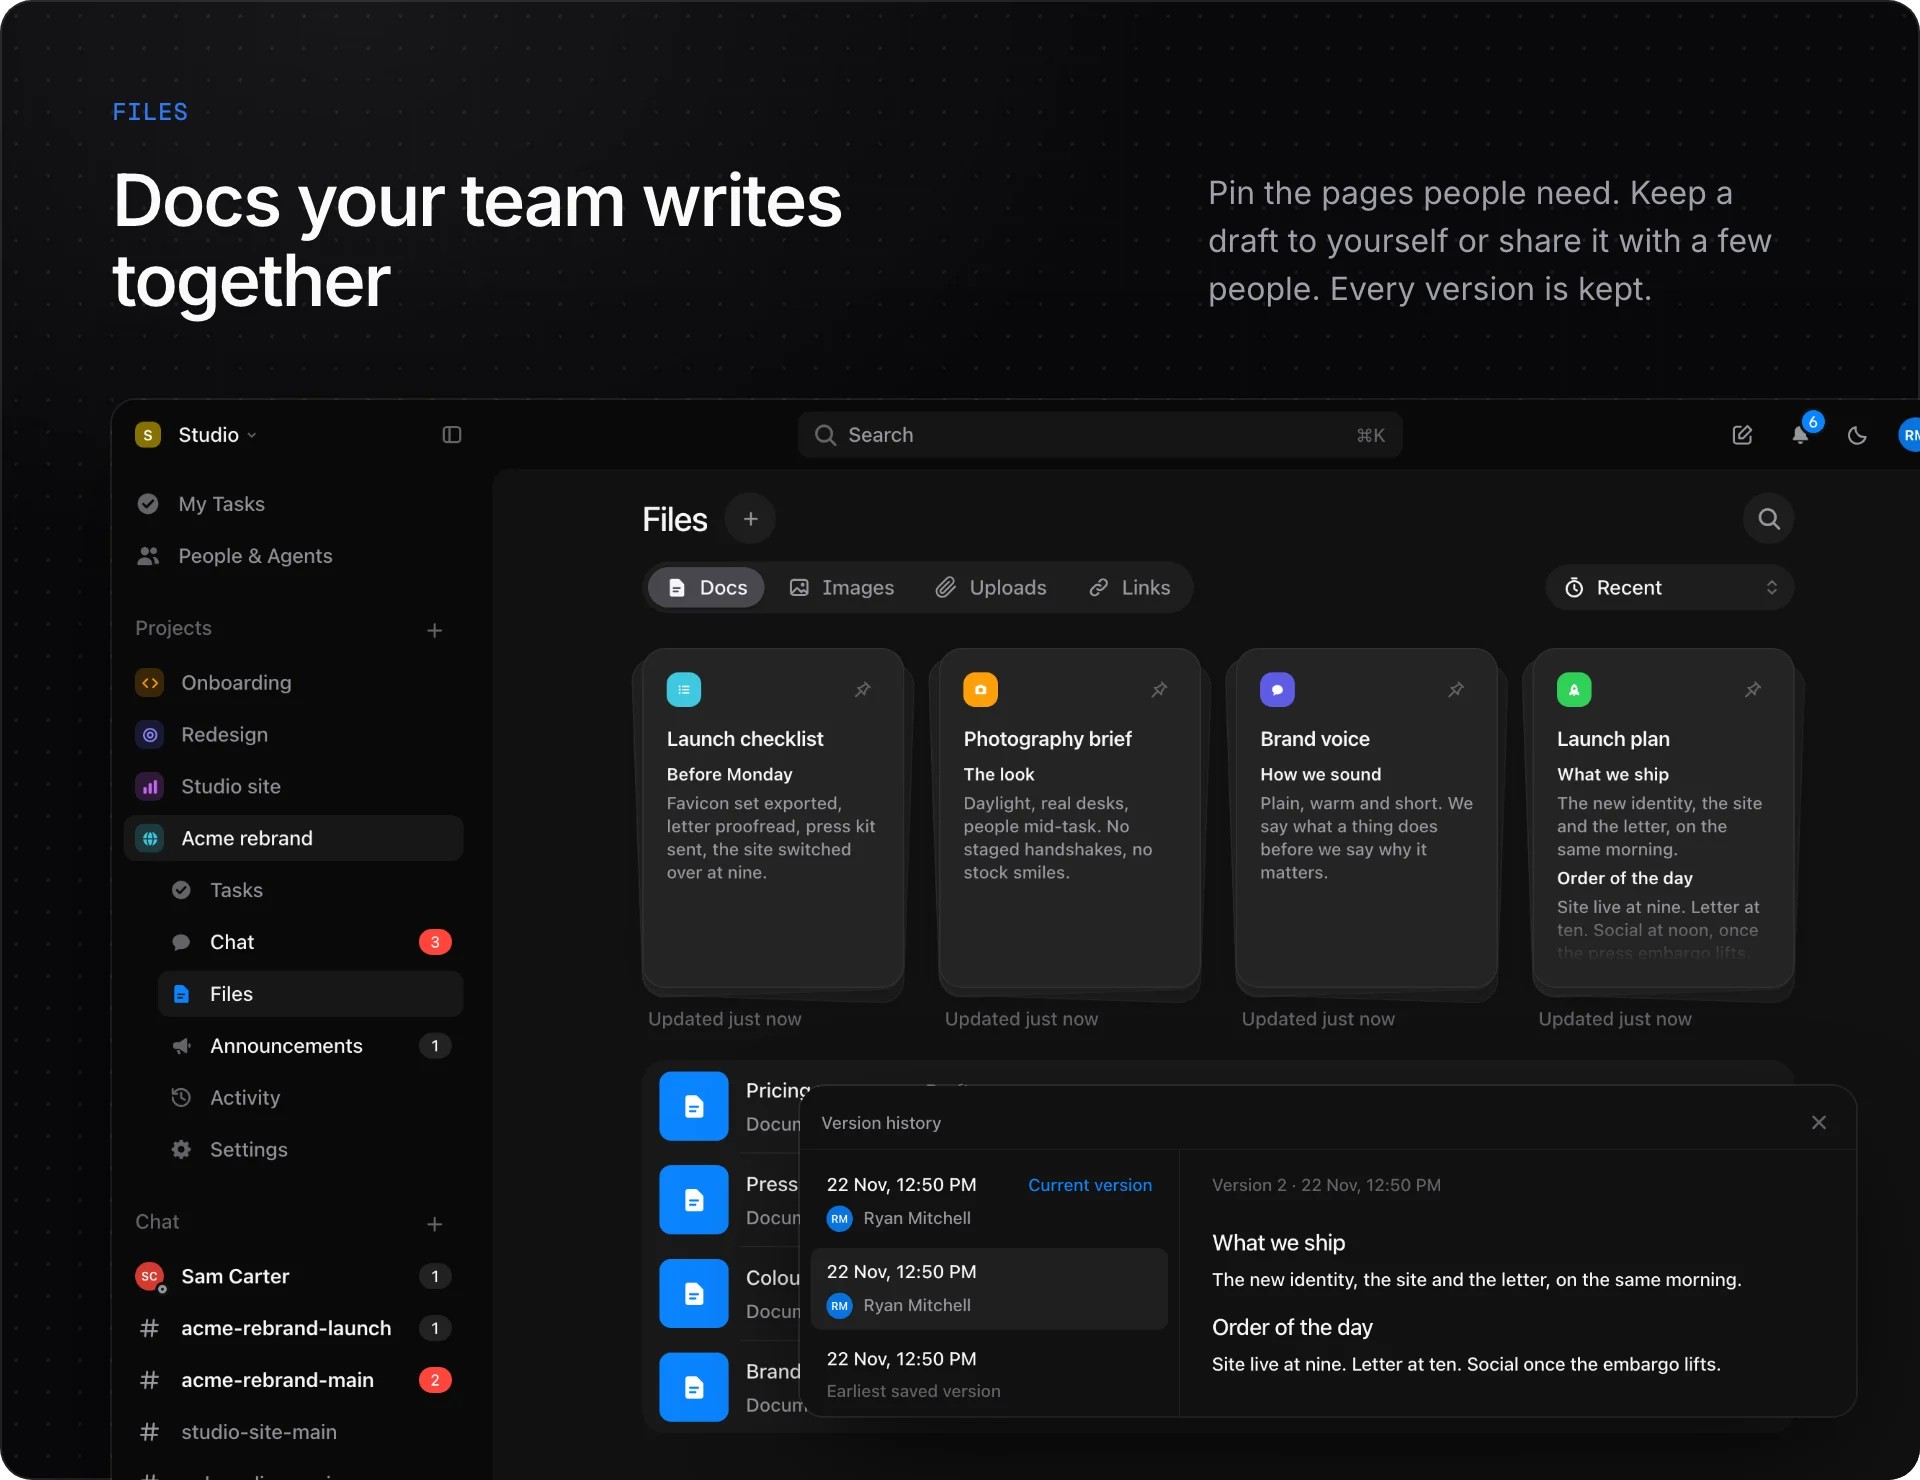 FILES
Docs your team writes
together
Pin the pages people need. Keep a
draft to yourself or share it with a few
people. Every version is kept.
S Studio
Search ⌘K
6
RM
My Tasks
People & Agents
Projects
Onboarding
Redesign
Studio site
Acme rebrand
Tasks
Chat 3
Files
Announcements 1
Activity
Settings
Chat
SC Sam Carter 1
acme-rebrand-launch 1
acme-rebrand-main 2
studio-site-main
Files
Docs Images Uploads Links
Recent
Launch checklist
Before Monday
Favicon set exported,
letter proofread, press kit
sent, the site switched
over at nine.
Updated just now
Photography brief
The look
Daylight, real desks,
people mid-task. No
staged handshakes, no
stock smiles.
Updated just now
Brand voice
How we sound
Plain, warm and short. We
say what a thing does
before we say why it
matters.
Updated just now
Launch plan
What we ship
The new identity, the site
and the letter, on the
same morning.
Order of the day
Site live at nine. Letter at
ten. Social at noon, once
the press embargo lifts.
Updated just now
Pricing
Press
Brand
Version history
22 Nov, 12:50 PM Current version
RM Ryan Mitchell
22 Nov, 12:50 PM
RM Ryan Mitchell
22 Nov, 12:50 PM
Earliest saved version
Version 2 · 22 Nov, 12:50 PM
What we ship
The new identity, the site and the letter, on the same morning.
Order of the day
Site live at nine. Letter at ten. Social once the embargo lifts.